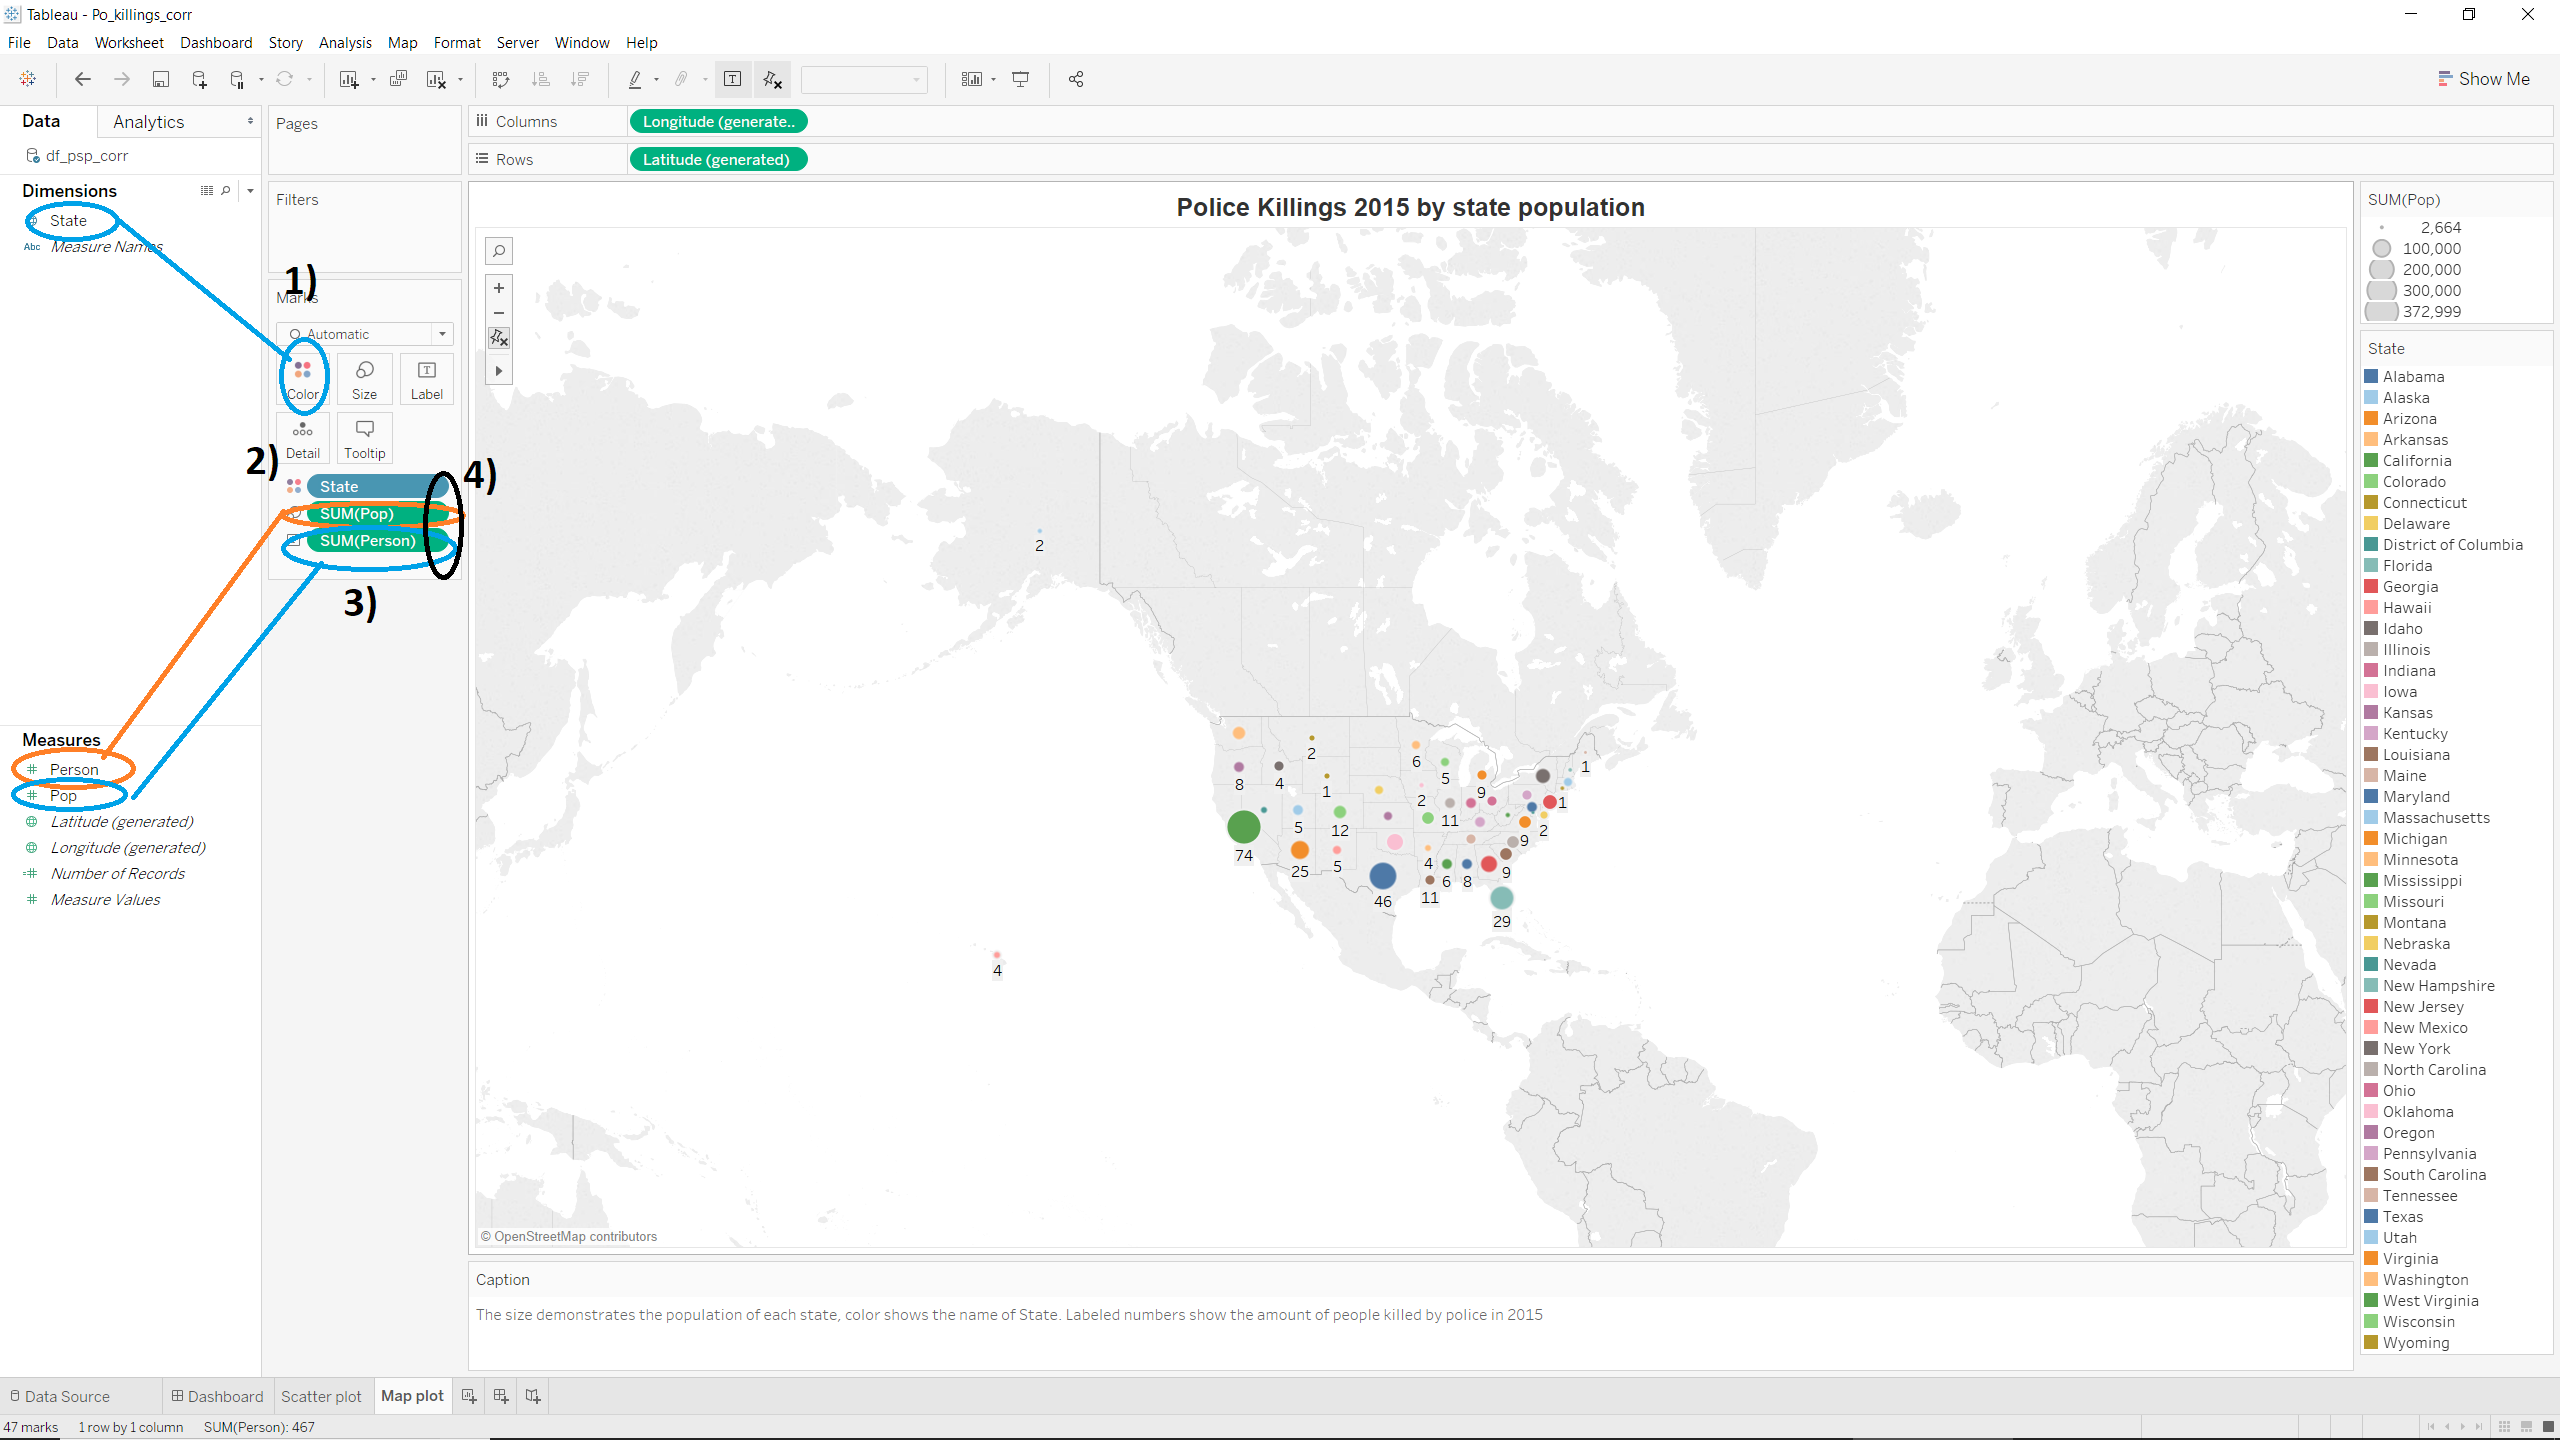 Tableau - Po_killings_corr
File Data Worksheet Dashboard Story Analysis Map Format Server Window Help
Show Me
Data
Analytics
df_psp_corr
Dimensions
State
Abc Measure Names
Measures
Person
Pop
Latitude (generated)
Longitude (generated)
Number of Records
Measure Values
Pages
Filters
1)
Marks
Automatic
Color
Size
Label
2)
Detail
Tooltip
4)
State
SUM(Pop)
SUM(Person)
3)
Columns
Longitude (generate..
Rows
Latitude (generated)
Police Killings 2015 by state population
2
2
6
5
9
1
8
4
1
2
11
1
5
12
9
2
74
25
5
4
6
8
9
46
11
29
4
© OpenStreetMap contributors
Caption
The size demonstrates the population of each state, color shows the name of State. Labeled numbers show the amount of people killed by police in 2015
SUM(Pop)
2,664
100,000
200,000
300,000
372,999
State
Alabama
Alaska
Arizona
Arkansas
California
Colorado
Connecticut
Delaware
District of Columbia
Florida
Georgia
Hawaii
Idaho
Illinois
Indiana
Iowa
Kansas
Kentucky
Louisiana
Maine
Maryland
Massachusetts
Michigan
Minnesota
Mississippi
Missouri
Montana
Nebraska
Nevada
New Hampshire
New Jersey
New Mexico
New York
North Carolina
Ohio
Oklahoma
Oregon
Pennsylvania
South Carolina
Tennessee
Texas
Utah
Virginia
Washington
West Virginia
Wisconsin
Wyoming
Data Source
Dashboard
Scatter plot
Map plot
47 marks
1 row by 1 column
SUM(Person): 467